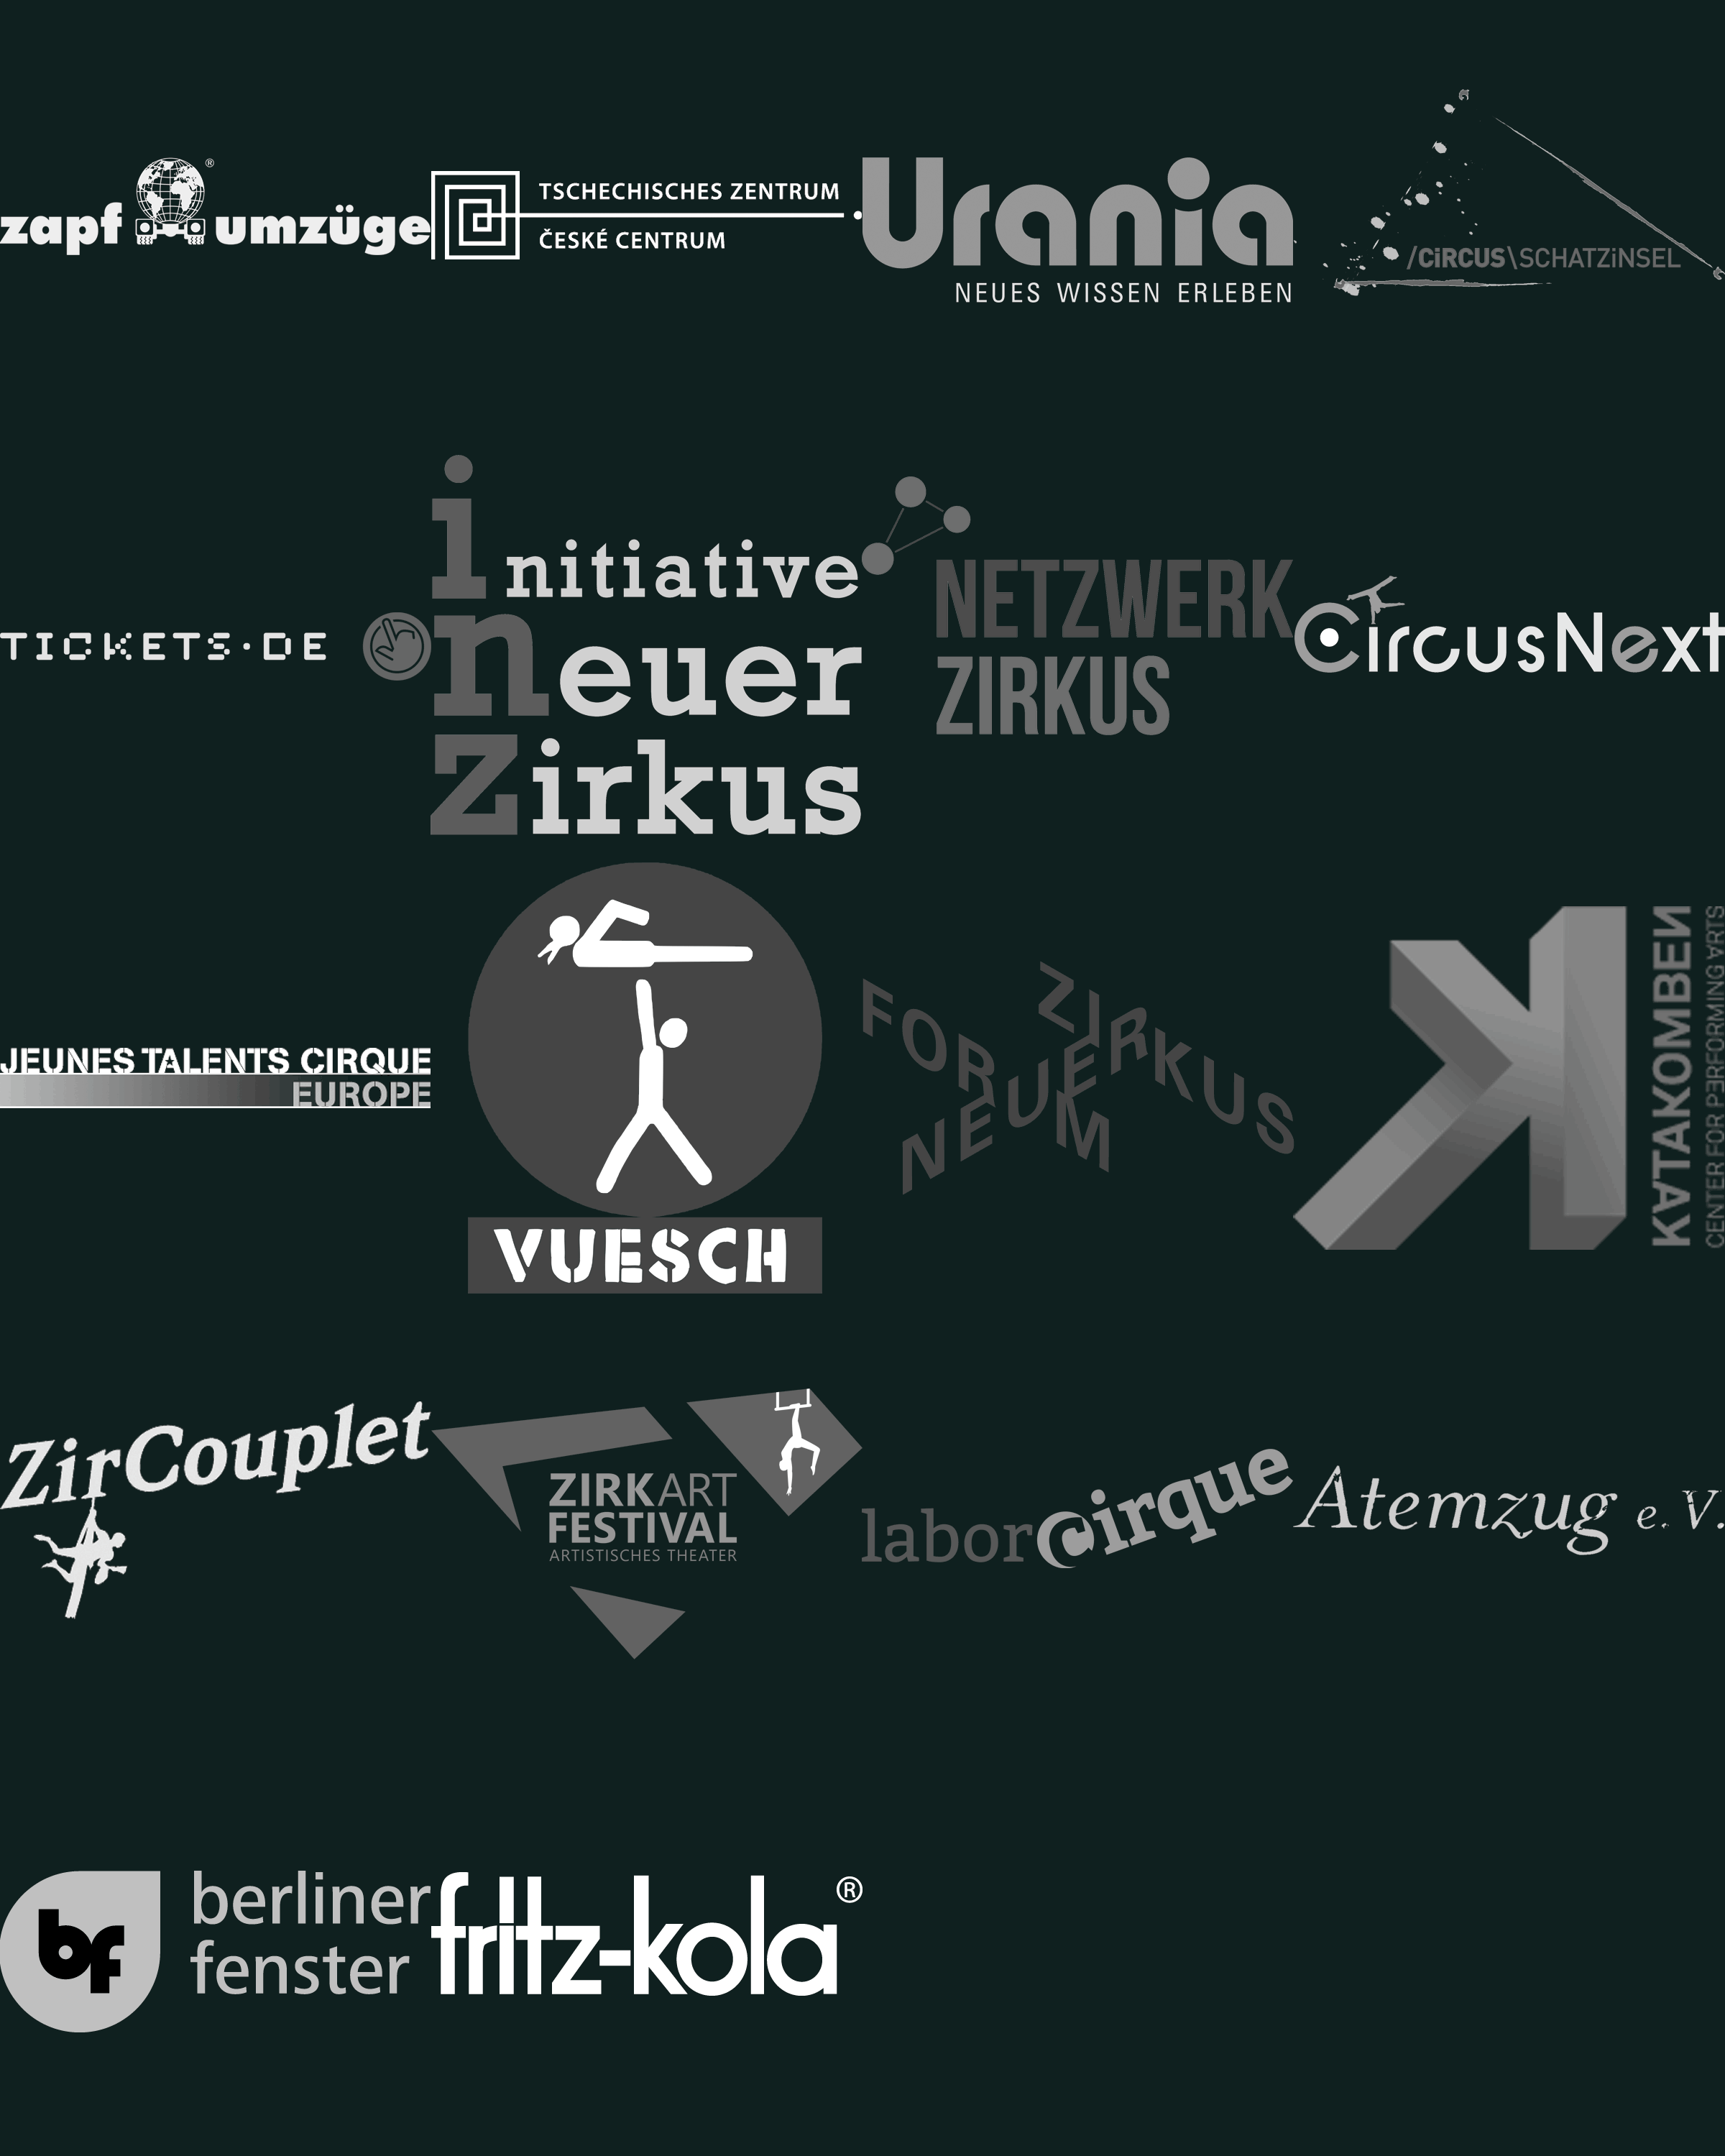 zapf umzüge ®
TSCHECHISCHES ZENTRUM
ČESKÉ CENTRUM
Urania
NEUES WISSEN ERLEBEN
/CiRCUS\SCHATZiNSEL
TICKETS·DE
initiative
neuer
Zirkus
NETZWERK
ZIRKUS
CircusNext
JEUNES TALENTS CIRQUE
EUROPE
VUESCH
FORUM
NEUER
ZIRKUS
KATAKOMBEN
CENTER FOR PERFORMING ARTS
ZirCouplet
ZIRKART
FESTIVAL
ARTISTISCHES THEATER
laborCirque
Atemzug e. V.
bf
berliner
fenster
fritz-kola®